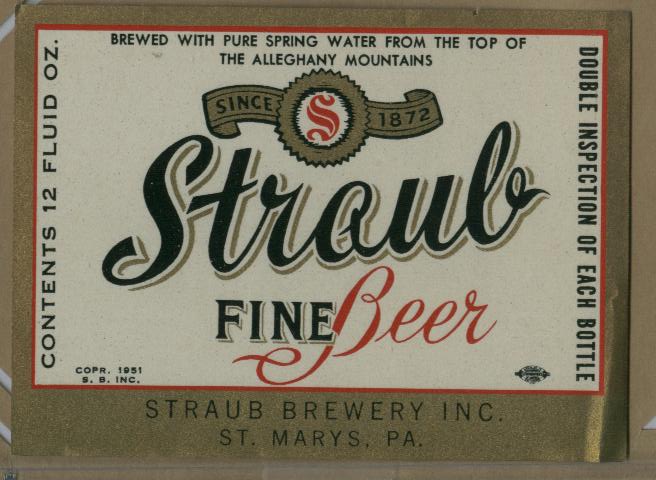 BREWED WITH PURE SPRING WATER FROM THE TOP OF
THE ALLEGHANY MOUNTAINS
CONTENTS 12 FLUID OZ.
DOUBLE INSPECTION OF EACH BOTTLE
SINCE S 1872
Straub
FINE Beer
COPR. 1951
S. B. INC.
STRAUB BREWERY INC.
ST. MARYS, PA.